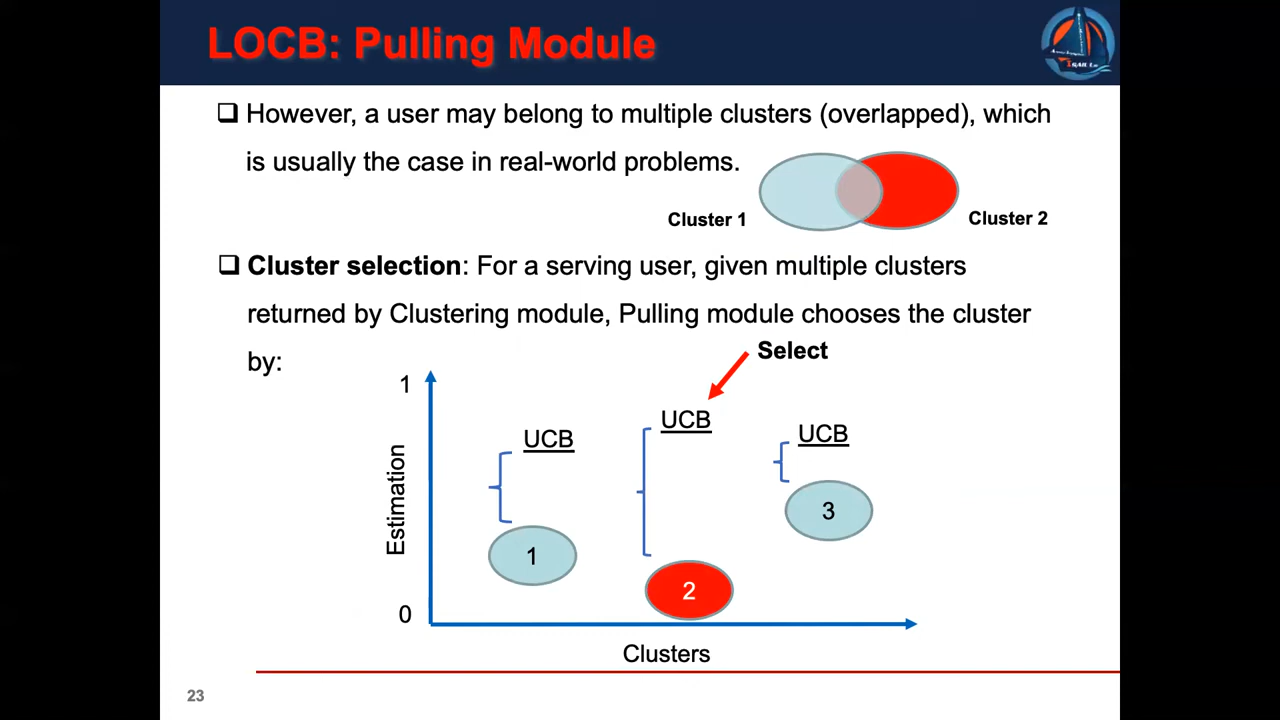 LOCB: Pulling Module
However, a user may belong to multiple clusters (overlapped), which
is usually the case in real-world problems.
Cluster 1
Cluster 2
Cluster selection: For a serving user, given multiple clusters
returned by Clustering module, Pulling module chooses the cluster
by:
Select
1
UCB
UCB
UCB
Estimation
1
2
3
0
Clusters
23